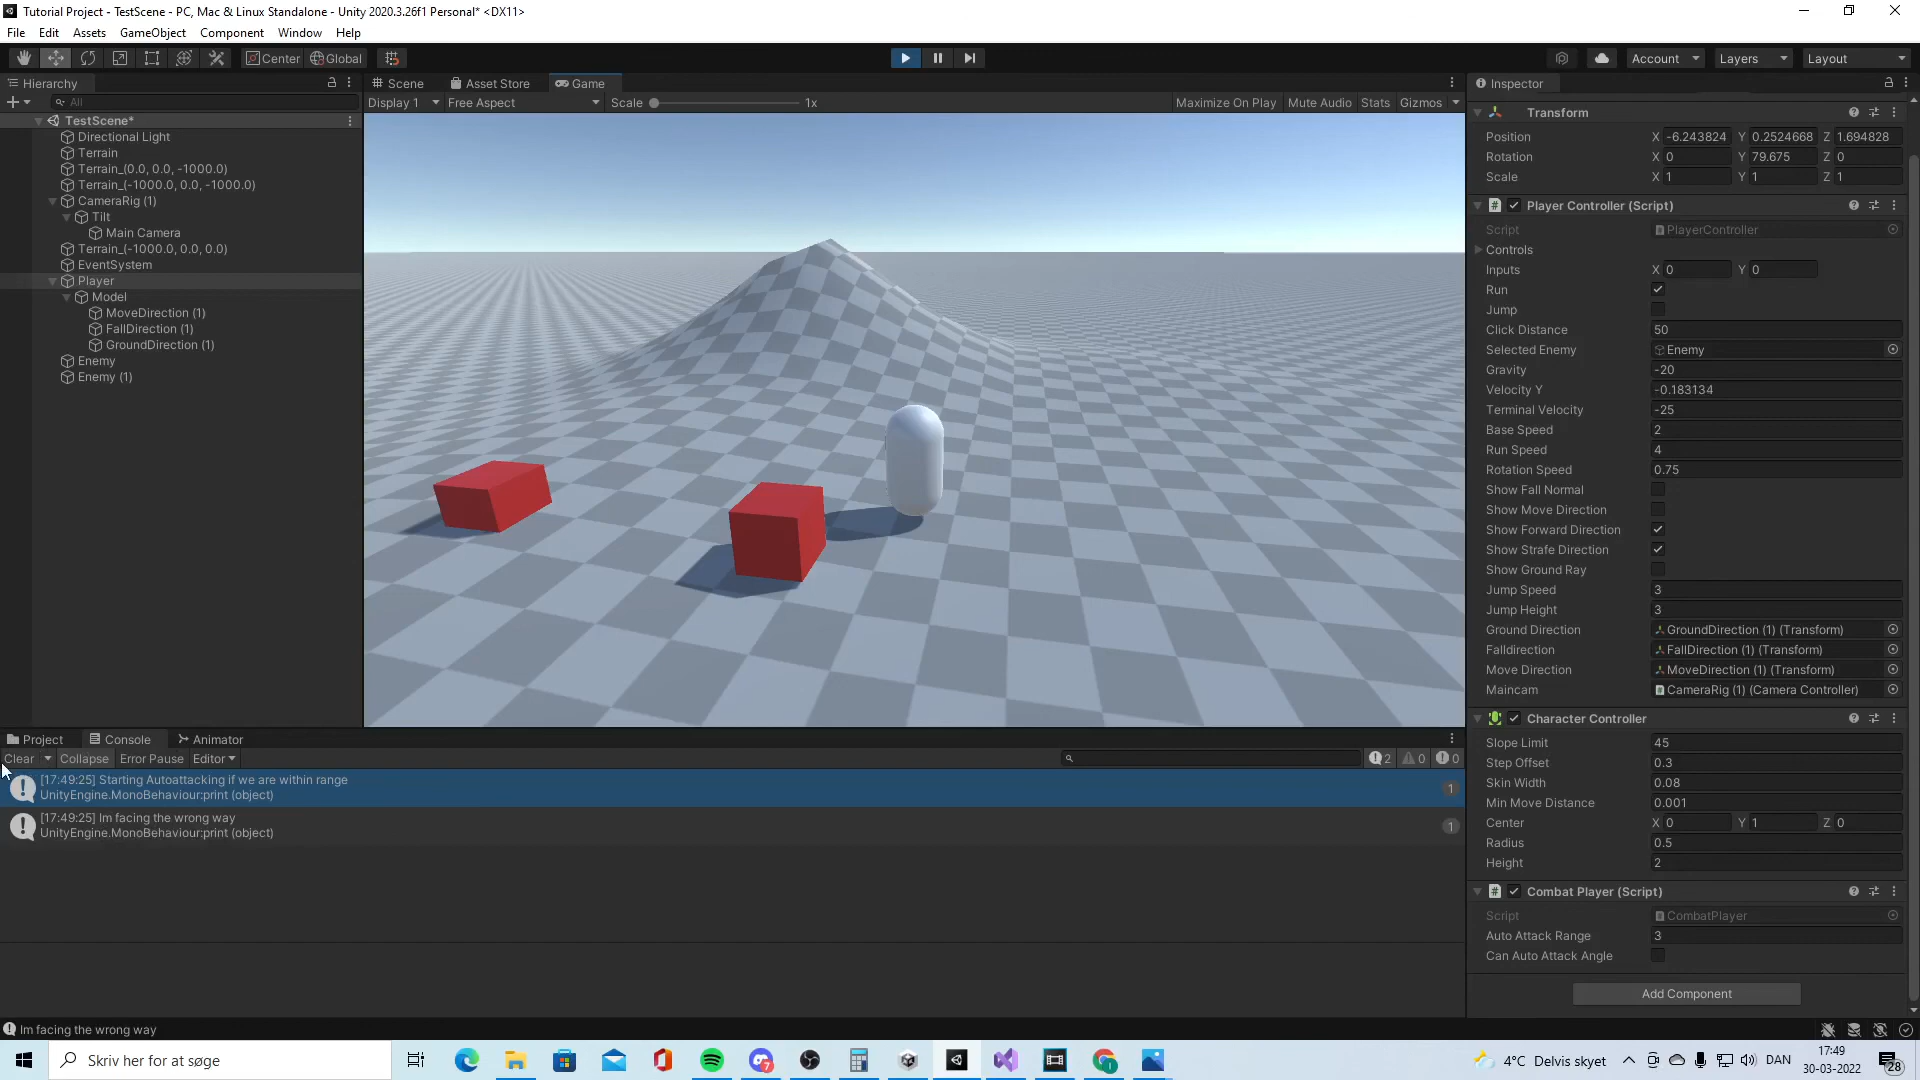 Tutorial Project - TestScene - PC, Mac & Linux Standalone - Unity 2020.3.26f1 Personal* <DX11>
File Edit Assets GameObject Component Window Help
Center Global Account Layers Layout
Hierarchy
All
TestScene*
Directional Light
Terrain
Terrain_(0.0, 0.0, -1000.0)
Terrain_(-1000.0, 0.0, -1000.0)
CameraRig (1)
Tilt
Main Camera
Terrain_(-1000.0, 0.0, 0.0)
EventSystem
Player
Model
MoveDirection (1)
FallDirection (1)
GroundDirection (1)
Enemy
Enemy (1)
Scene Asset Store Game
Display 1 Free Aspect Scale 1x Maximize On Play Mute Audio Stats Gizmos
Inspector
Transform
Position X -6.243824 Y 0.2524668 Z 1.694828
Rotation X 0 Y 79.675 Z 0
Scale X 1 Y 1 Z 1
Player Controller (Script)
Script PlayerController
Controls
Inputs X 0 Y 0
Run
Jump
Click Distance 50
Selected Enemy Enemy
Gravity -20
Velocity Y -0.183134
Terminal Velocity -25
Base Speed 2
Run Speed 4
Rotation Speed 0.75
Show Fall Normal
Show Move Direction
Show Forward Direction
Show Strafe Direction
Show Ground Ray
Jump Speed 3
Jump Height 3
Ground Direction GroundDirection (1) (Transform)
Falldirection FallDirection (1) (Transform)
Move Direction MoveDirection (1) (Transform)
Maincam CameraRig (1) (Camera Controller)
Character Controller
Slope Limit 45
Step Offset 0.3
Skin Width 0.08
Min Move Distance 0.001
Center X 0 Y 1 Z 0
Radius 0.5
Height 2
Combat Player (Script)
Script CombatPlayer
Auto Attack Range 3
Can Auto Attack Angle
Add Component
Project Console Animator
Clear Collapse Error Pause Editor 2 0 0
[17:49:25] Starting Autoattacking if we are within range
UnityEngine.MonoBehaviour:print (object)
1
[17:49:25] Im facing the wrong way
UnityEngine.MonoBehaviour:print (object)
1
Im facing the wrong way
Skriv her for at søge
7
4°C Delvis skyet
DAN
17:49
30-03-2022
28